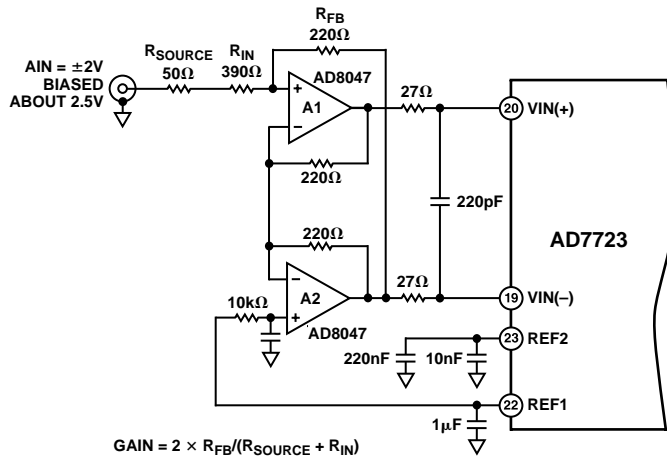 AIN = ±2V
BIASED
ABOUT 2.5V
RSOURCE
50Ω
RIN
390Ω
RFB
220Ω
AD8047
+
A1
–
220Ω
27Ω
20
VIN(+)
220pF
AD7723
220Ω
–
A2
+
AD8047
10kΩ
27Ω
19
VIN(–)
23
REF2
220nF
10nF
22
REF1
1μF
GAIN = 2 × RFB/(RSOURCE + RIN)